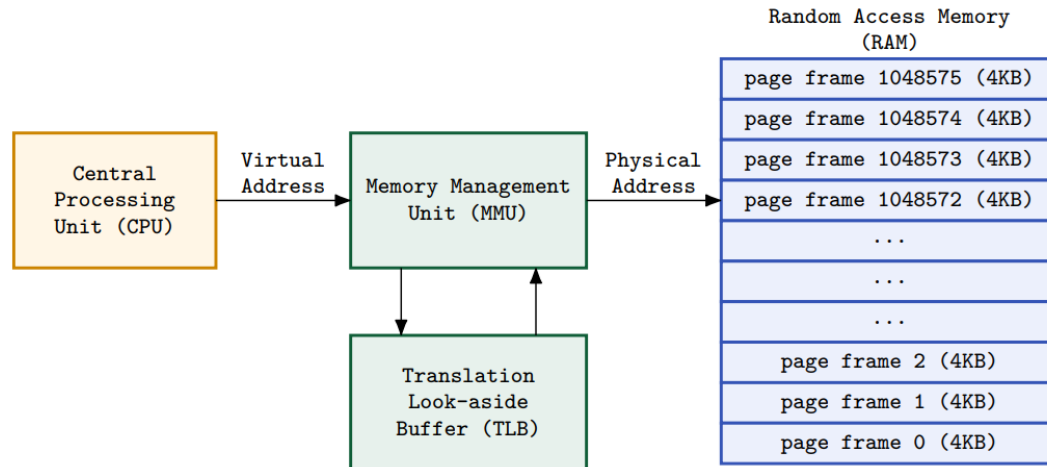 Random Access Memory
(RAM)
page frame 1048575 (4KB)
page frame 1048574 (4KB)
page frame 1048573 (4KB)
page frame 1048572 (4KB)
...
...
...
page frame 2 (4KB)
page frame 1 (4KB)
page frame 0 (4KB)
Central
Processing
Unit (CPU)
Virtual
Address
Memory Management
Unit (MMU)
Physical
Address
Translation
Look-aside
Buffer (TLB)